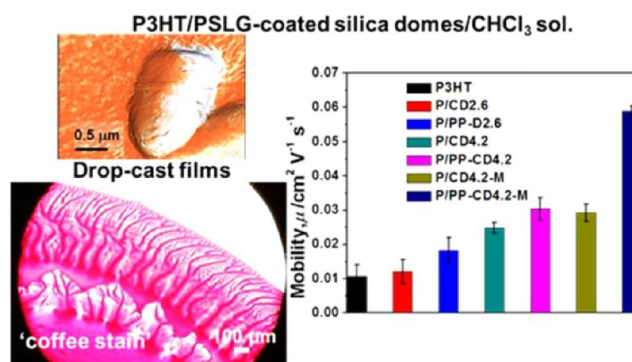 P3HT/PSLG-coated silica domes/CHCl₃ sol.
0.5 µm
Drop-cast films
'coffee stain'
100 µm
Mobility,µ/cm² V⁻¹ s⁻¹
0.07
0.06
0.05
0.04
0.03
0.02
0.01
0.00
P3HT
P/CD2.6
P/PP-D2.6
P/CD4.2
P/PP-CD4.2
P/CD4.2-M
P/PP-CD4.2-M